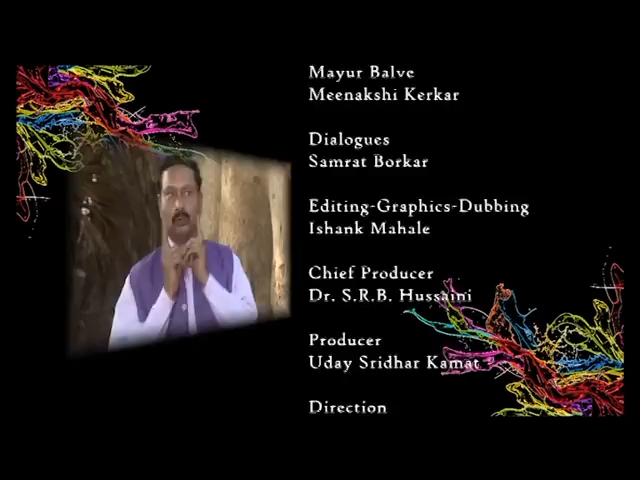 Mayur Balve
Meenakshi Kerkar
Dialogues
Samrat Borkar
Editing-Graphics-Dubbing
Ishank Mahale
Chief Producer
Dr. S.R.B. Hussaini
Producer
Uday Sridhar Kamat
Direction